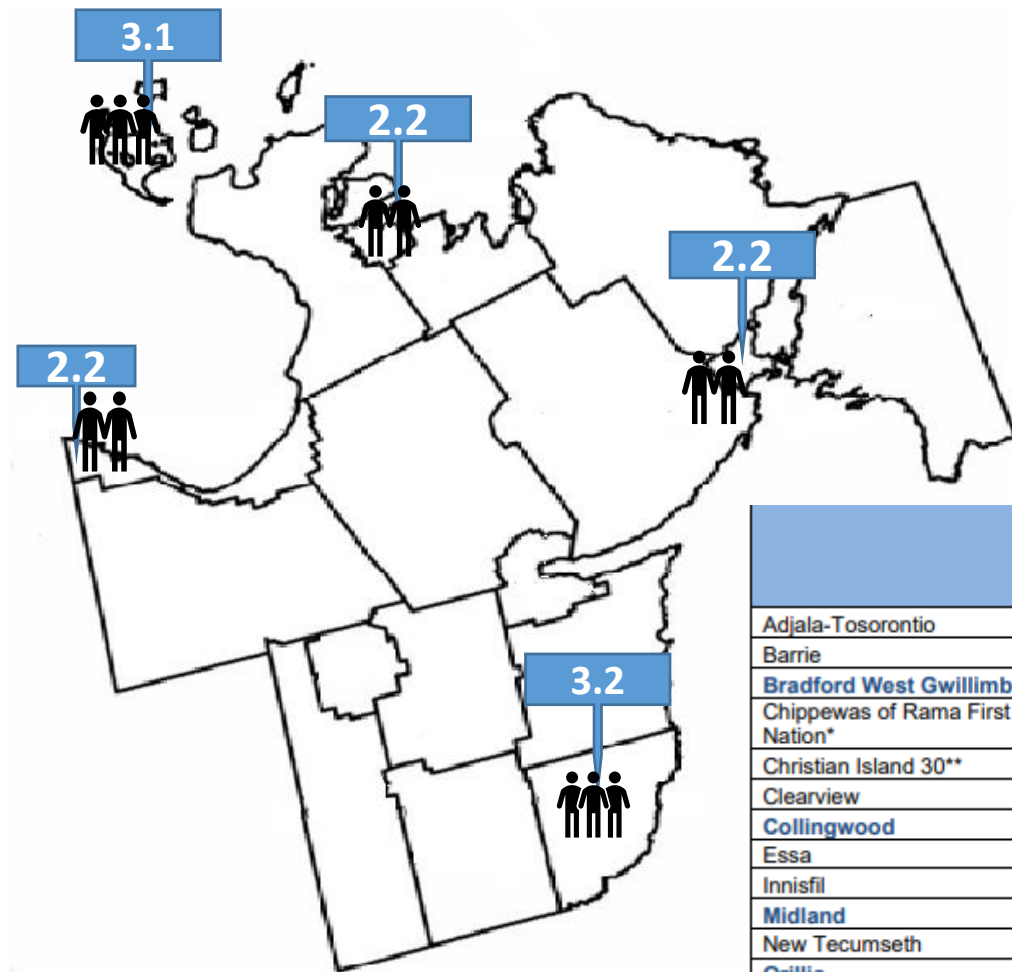 3.1
2.2
2.2
2.2
3.2
Adjala-Tosorontio
Barrie
Bradford West Gwillimb
Chippewas of Rama First
Nation*
Christian Island 30**
Clearview
Collingwood
Essa
Innisfil
Midland
New Tecumseth